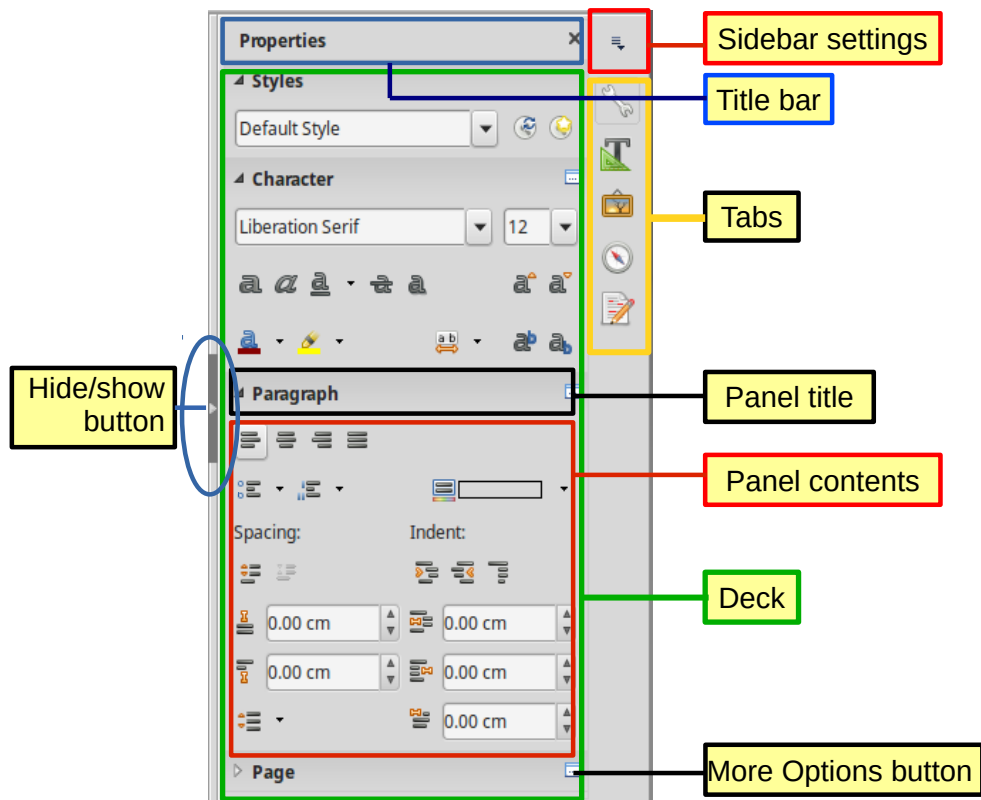 Properties
Sidebar settings
Styles
Title bar
Default Style
Character
Liberation Serif 12
Tabs
a a a a a a a
a a b ab ab
Hide/show
button
Paragraph
Panel title
Panel contents
Spacing: Indent:
Deck
0.00 cm 0.00 cm
0.00 cm 0.00 cm
0.00 cm
Page
More Options button